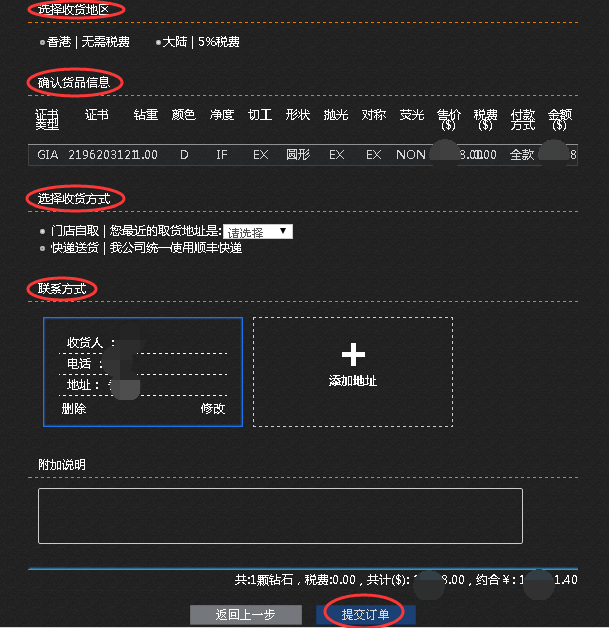 选择收货地区
香港 | 无需税费 大陆 | 5%税费
确认货品信息
证书类型 证书 钻重 颜色 净度 切工 形状 抛光 对称 荧光 售价($) 税费($) 付款方式 金额($)
GIA 2196203121 1.00 D IF EX 圆形 EX EX NON 8.00 0.00 全款 8
选择收货方式
门店自取 | 您最近的取货地址是: 请选择
快递送货 | 我公司统一使用顺丰快递
联系方式
收货人 :
电话 :
地址 :
删除 修改
添加地址
附加说明
共:1颗钻石 , 税费:0.00 , 共计($): 8.00 , 约合¥: 1 1.40
返回上一步 提交订单